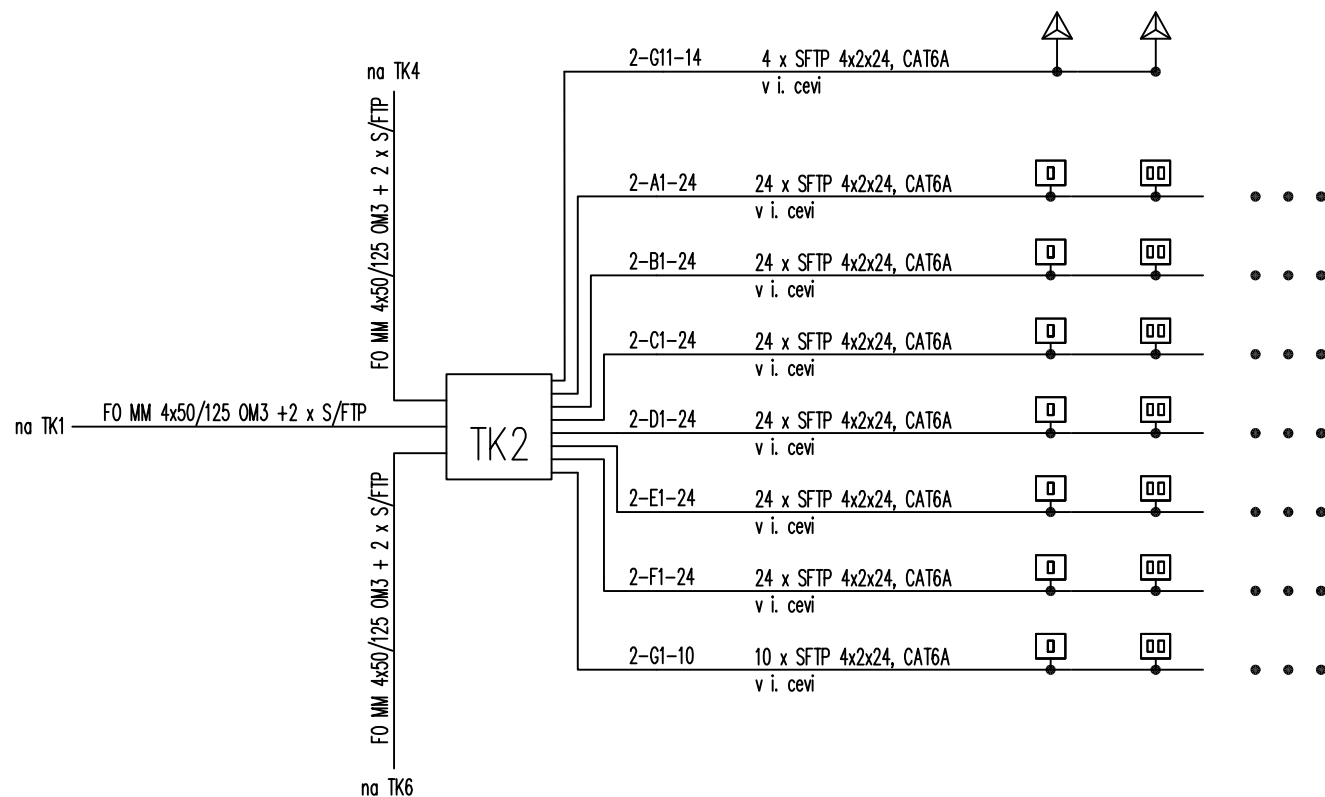 na TK4
FO MM 4x50/125 OM3 + 2 x S/FTP
na TK1
FO MM 4x50/125 OM3 +2 x S/FTP
TK2
FO MM 4x50/125 OM3 + 2 x S/FTP
na TK6
2-G11-14 4 x SFTP 4x2x24, CAT6A
v i. cevi
2-A1-24 24 x SFTP 4x2x24, CAT6A
v i. cevi
2-B1-24 24 x SFTP 4x2x24, CAT6A
v i. cevi
2-C1-24 24 x SFTP 4x2x24, CAT6A
v i. cevi
2-D1-24 24 x SFTP 4x2x24, CAT6A
v i. cevi
2-E1-24 24 x SFTP 4x2x24, CAT6A
v i. cevi
2-F1-24 24 x SFTP 4x2x24, CAT6A
v i. cevi
2-G1-10 10 x SFTP 4x2x24, CAT6A
v i. cevi